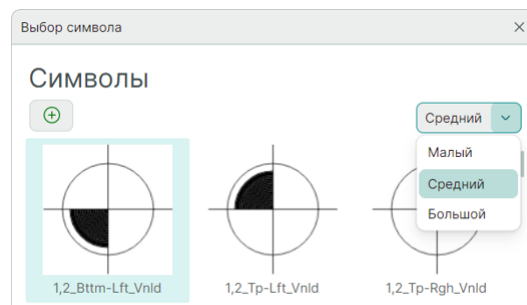 Выбор символа
Символы
Средний
Малый
Средний
Большой
1,2_Bttm-Lft_Vnld
1,2_Tp-Lft_Vnld
1,2_Tp-Rgh_Vnld